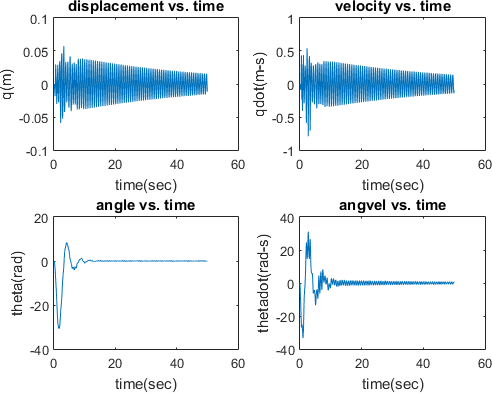 displacement vs. time
0.1
0.05
0
-0.05
-0.1
q(m)
0 20 40 60
time(sec)
velocity vs. time
1
0.5
0
-0.5
-1
qdot(m-s)
0 20 40 60
time(sec)
angle vs. time
20
0
-20
-40
theta(rad)
0 20 40 60
time(sec)
angvel vs. time
40
20
0
-20
-40
thetadot(rad-s)
0 20 40 60
time(sec)